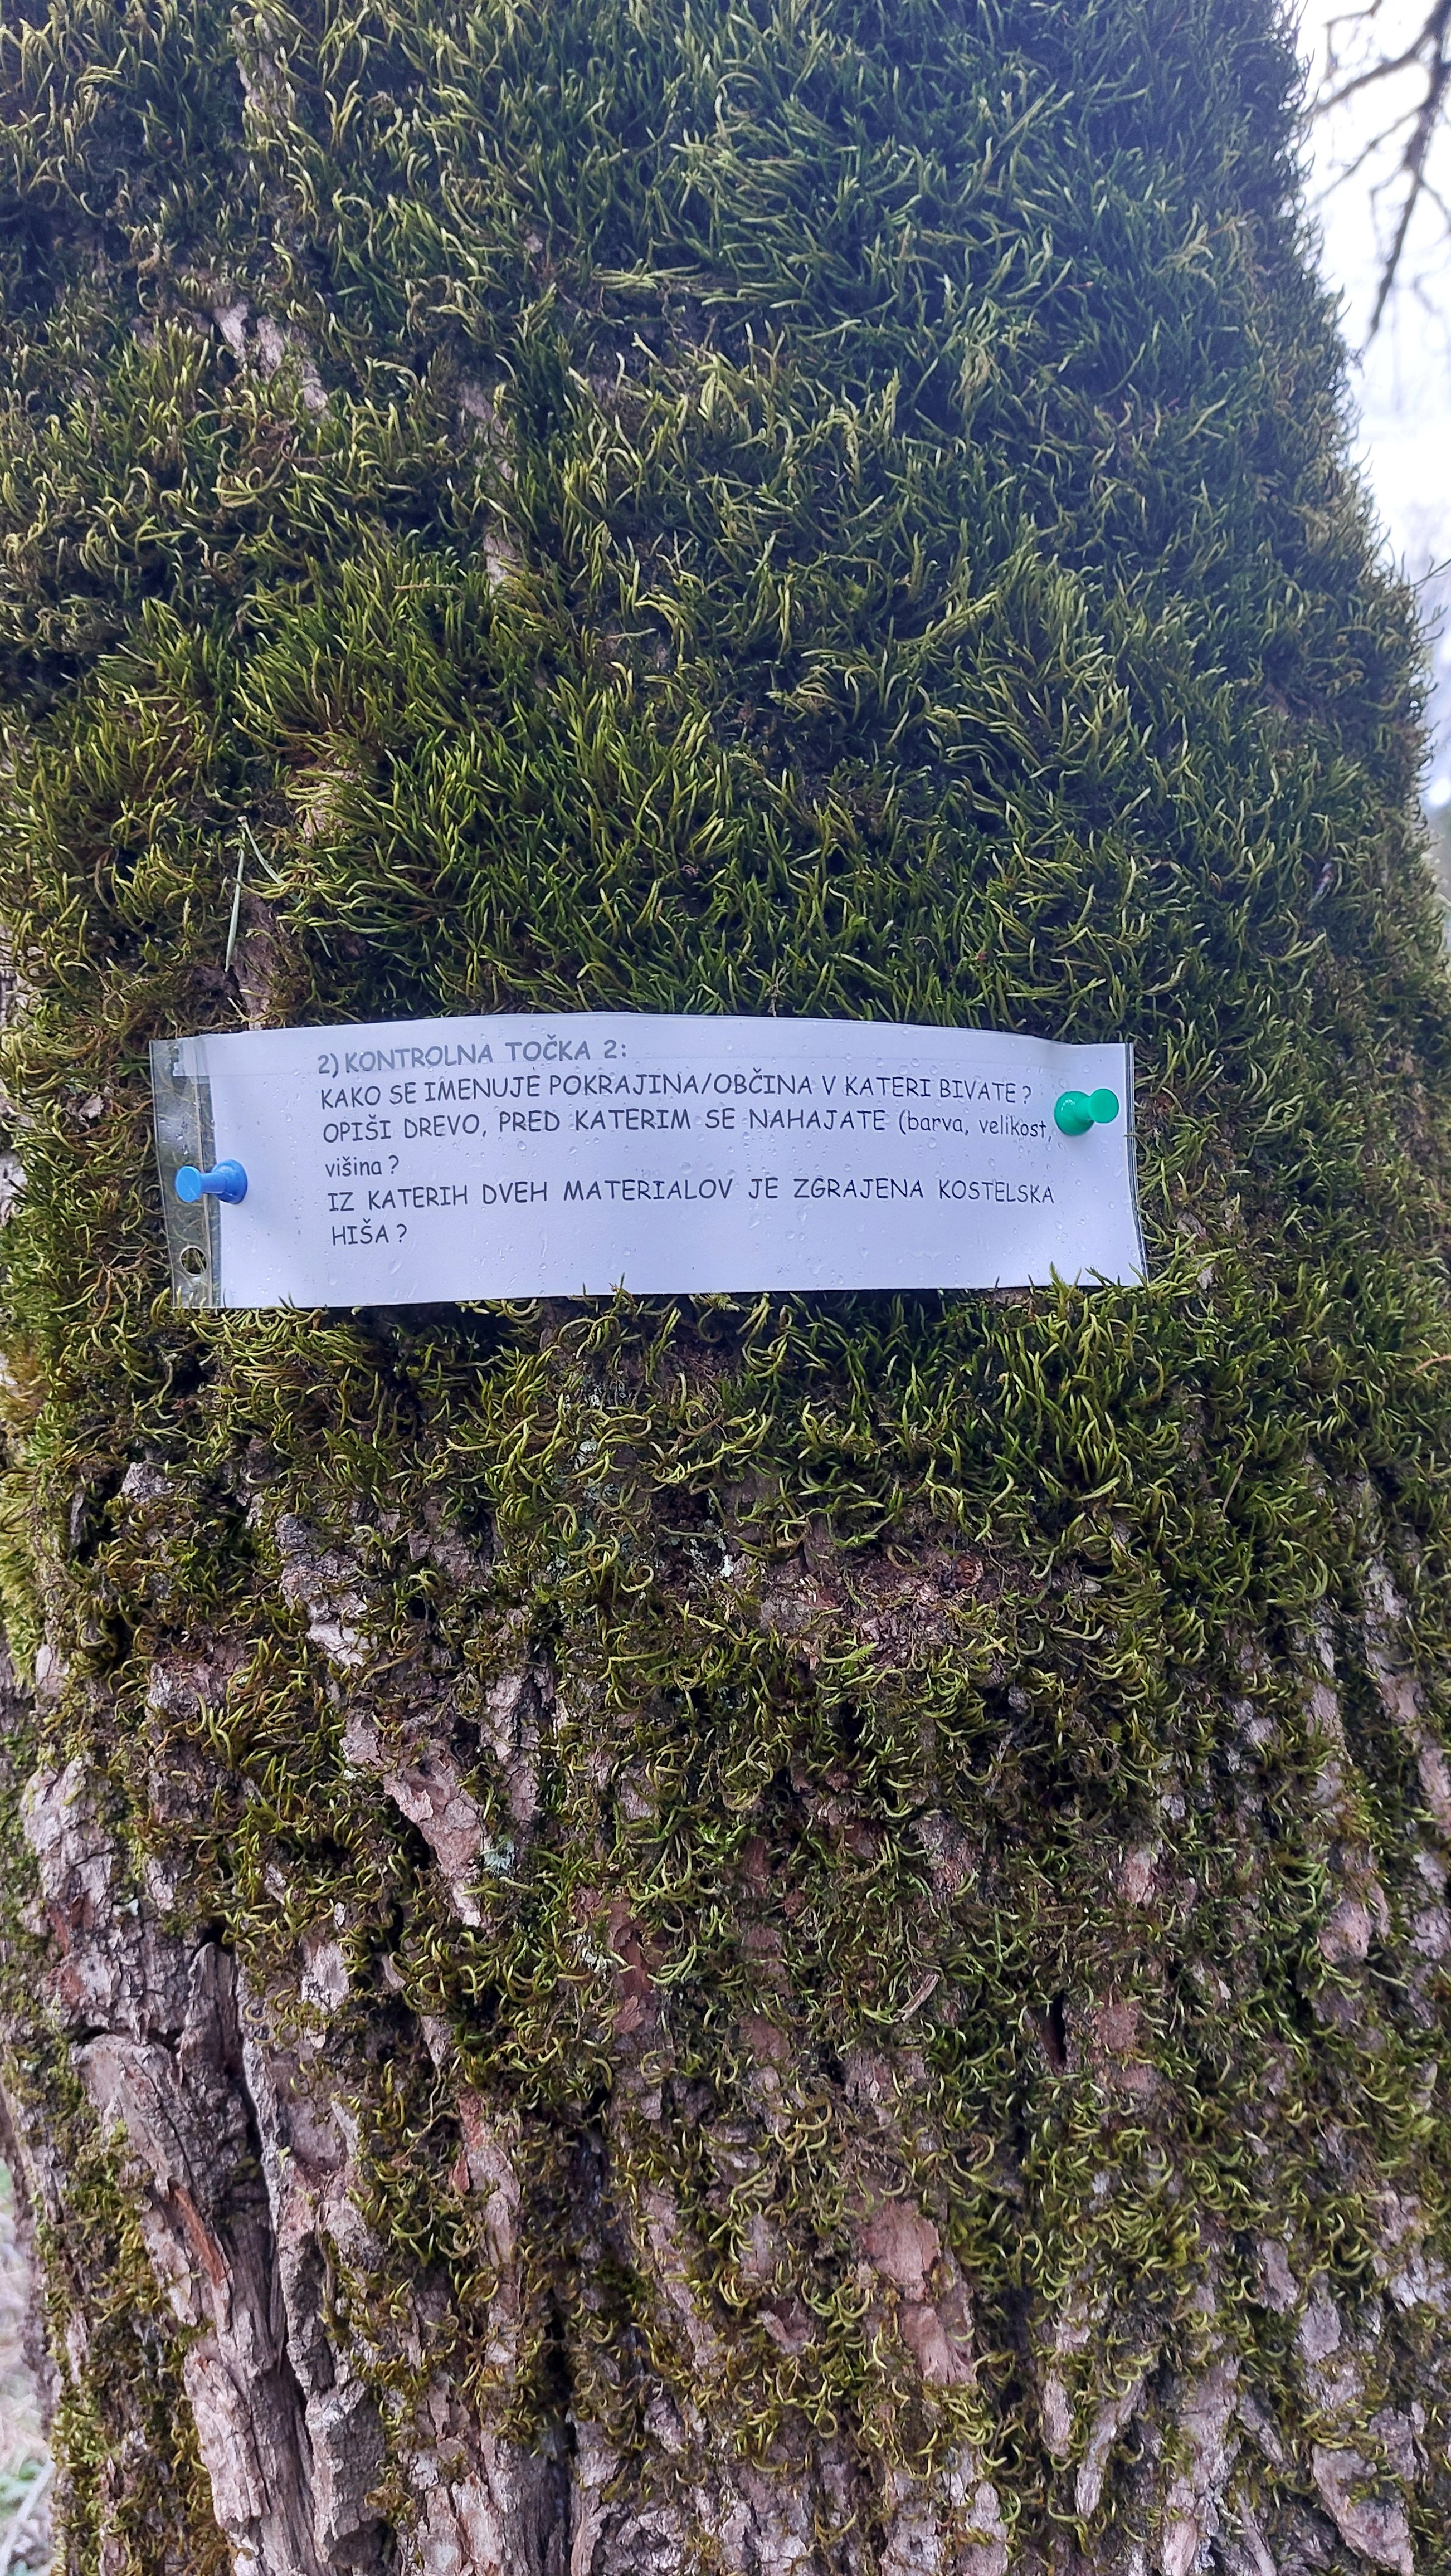 2) KONTROLNA TOČKA 2:
KAKO SE IMENUJE POKRAJINA/OBČINA V KATERI BIVATE ?
OPIŠI DREVO, PRED KATERIM SE NAHAJATE (barva, velikost,
višina ?
IZ KATERIH DVEH MATERIALOV JE ZGRAJENA KOSTELSKA
HIŠA ?